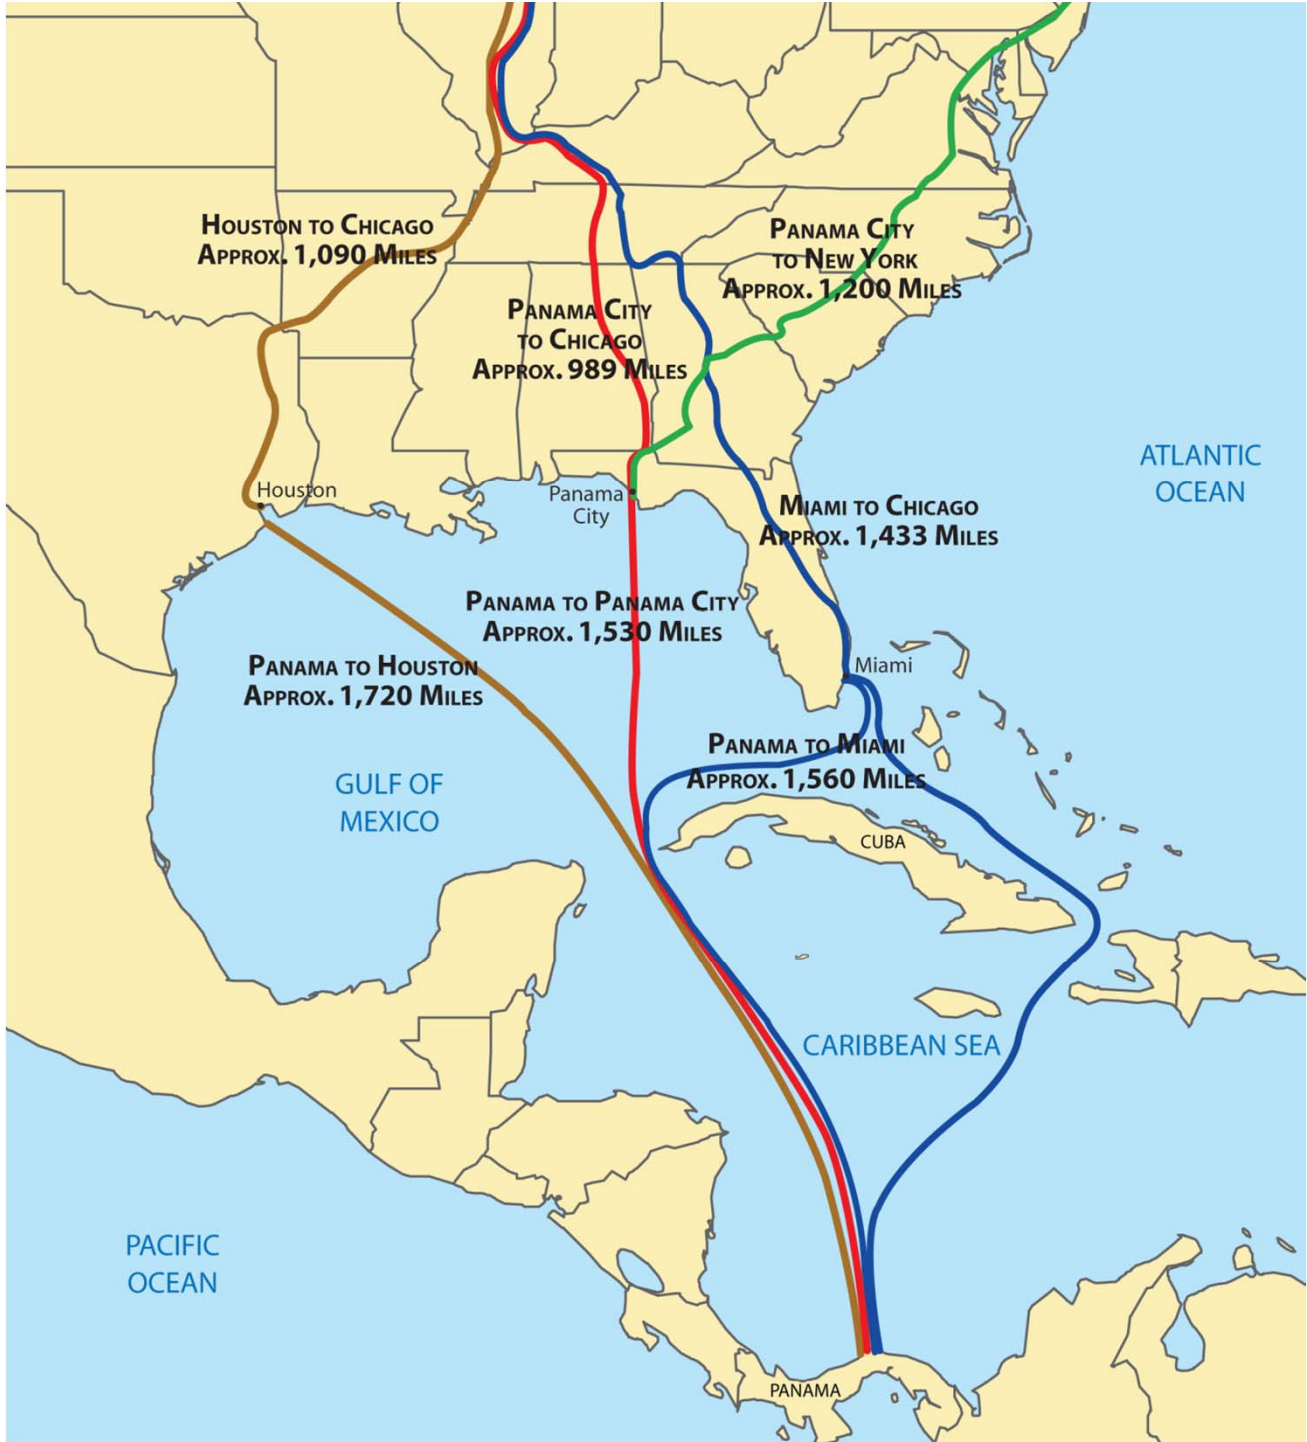 Houston to Chicago
Approx. 1,090 Miles
Panama City
to New York
Approx. 1,200 Miles
Panama City
to Chicago
Approx. 989 Miles
ATLANTIC
OCEAN
Houston
Panama
City
Miami to Chicago
Approx. 1,433 Miles
Panama to Panama City
Approx. 1,530 Miles
Panama to Houston
Approx. 1,720 Miles
Miami
Panama to Miami
Approx. 1,560 Miles
GULF OF
MEXICO
CUBA
CARIBBEAN SEA
PACIFIC
OCEAN
PANAMA